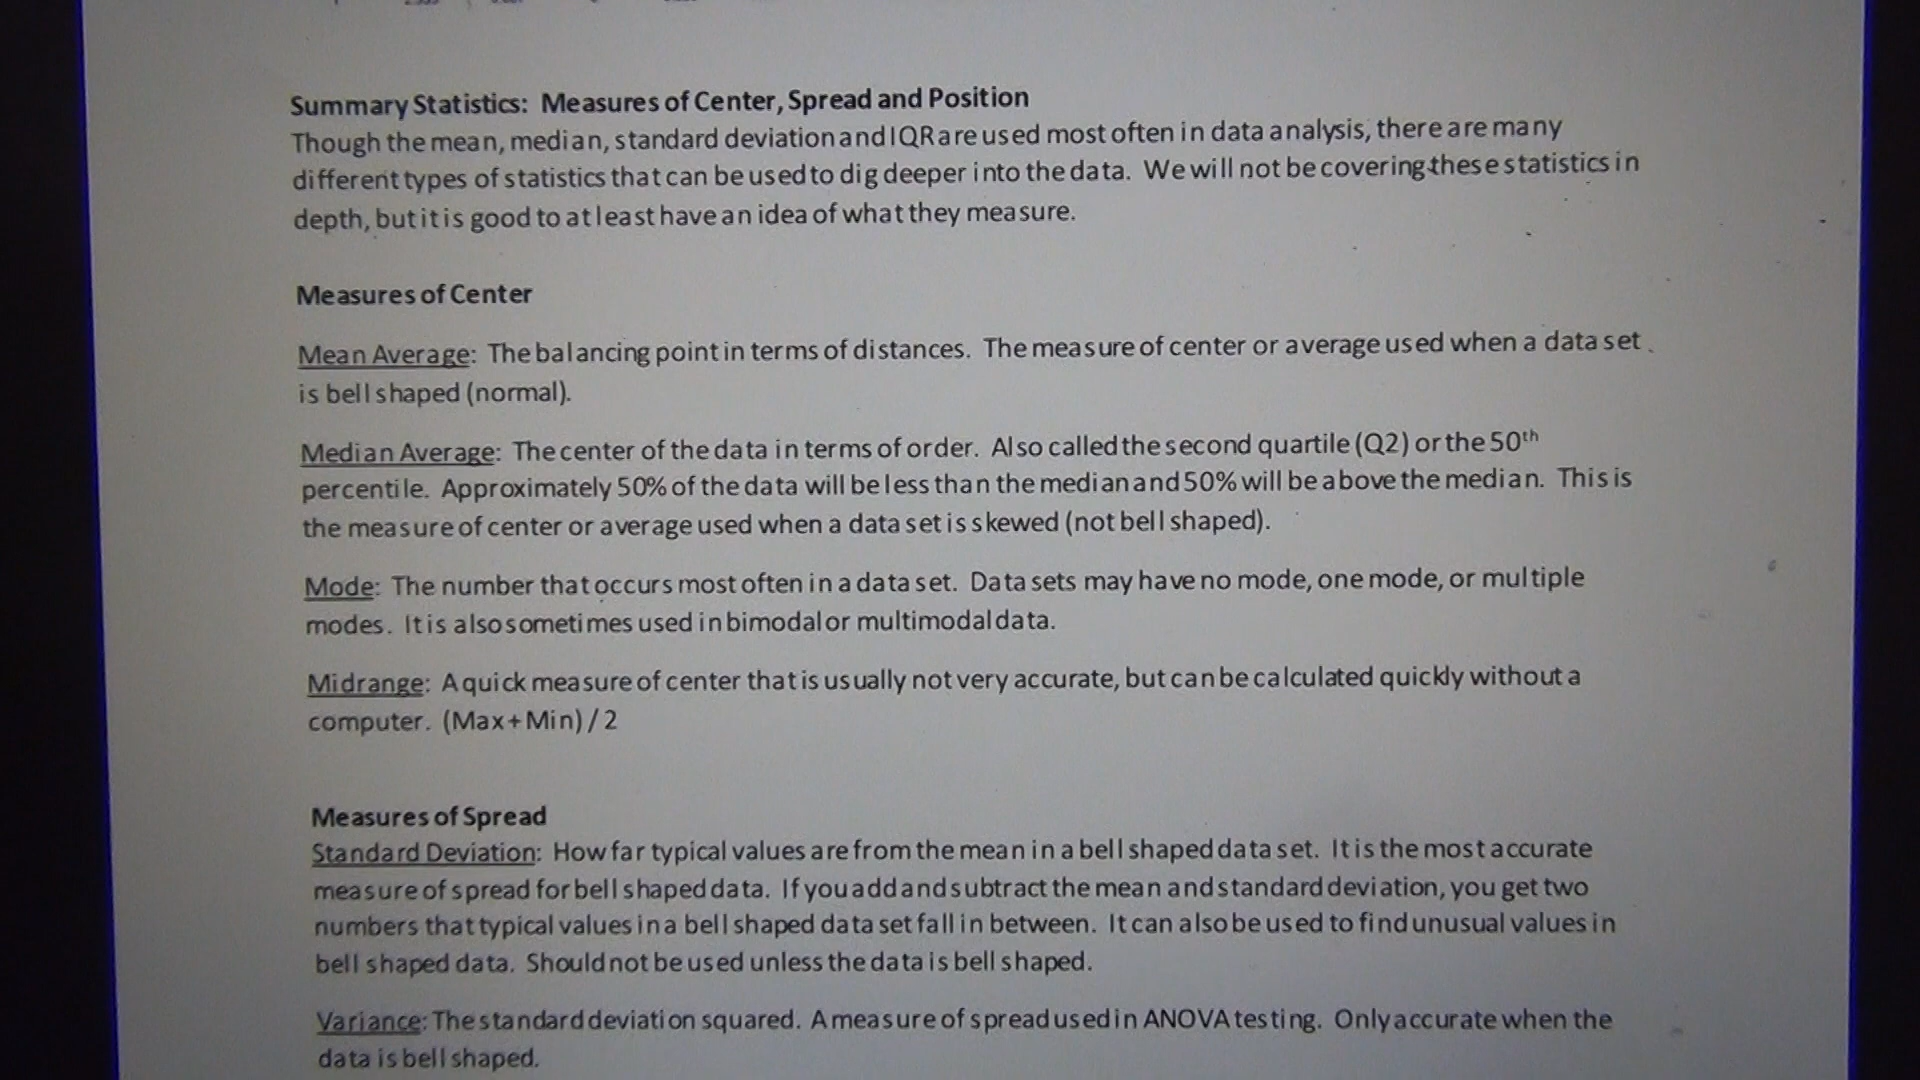 Summary Statistics: Measures of Center, Spread and Position
Though the mean, median, standard deviation and IQR are used most often in data analysis, there are many
different types of statistics that can be used to dig deeper into the data. We will not be covering these statistics in
depth, but it is good to at least have an idea of what they measure.
Measures of Center
Mean Average: The balancing point in terms of distances. The measure of center or average used when a data set
is bell shaped (normal).
Median Average: The center of the data in terms of order. Also called the second quartile (Q2) or the 50th
percentile. Approximately 50% of the data will be less than the median and 50% will be above the median. This is
the measure of center or average used when a data set is skewed (not bell shaped).
Mode: The number that occurs most often in a data set. Data sets may have no mode, one mode, or multiple
modes. It is also sometimes used in bimodal or multimodal data.
Midrange: A quick measure of center that is usually not very accurate, but can be calculated quickly without a
computer. (Max+Min)/2
Measures of Spread
Standard Deviation: How far typical values are from the mean in a bell shaped data set. It is the most accurate
measure of spread for bell shaped data. If you add and subtract the mean and standard deviation, you get two
numbers that typical values in a bell shaped data set fall in between. It can also be used to find unusual values in
bell shaped data. Should not be used unless the data is bell shaped.
Variance: The standard deviation squared. A measure of spread used in ANOVA testing. Only accurate when the
data is bell shaped.